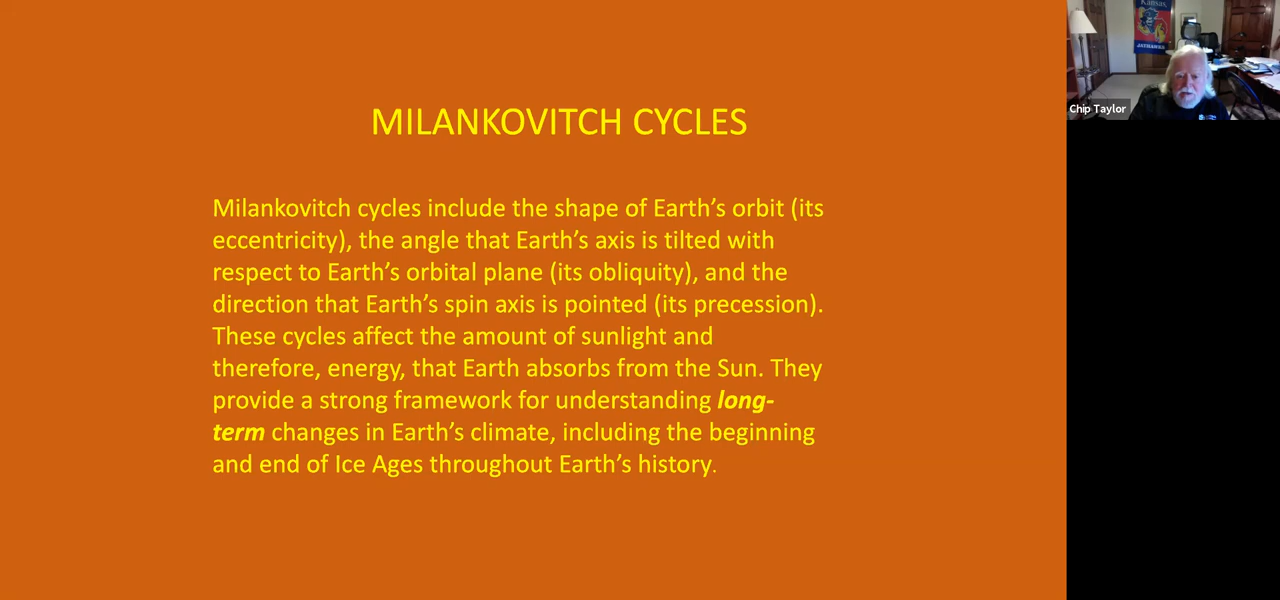 MILANKOVITCH CYCLES
Milankovitch cycles include the shape of Earth’s orbit (its
eccentricity), the angle that Earth’s axis is tilted with
respect to Earth’s orbital plane (its obliquity), and the
direction that Earth’s spin axis is pointed (its precession).
These cycles affect the amount of sunlight and
therefore, energy, that Earth absorbs from the Sun. They
provide a strong framework for understanding long-
term changes in Earth’s climate, including the beginning
and end of Ice Ages throughout Earth’s history.
Kansas
JAYHAWKS
Chip Taylor